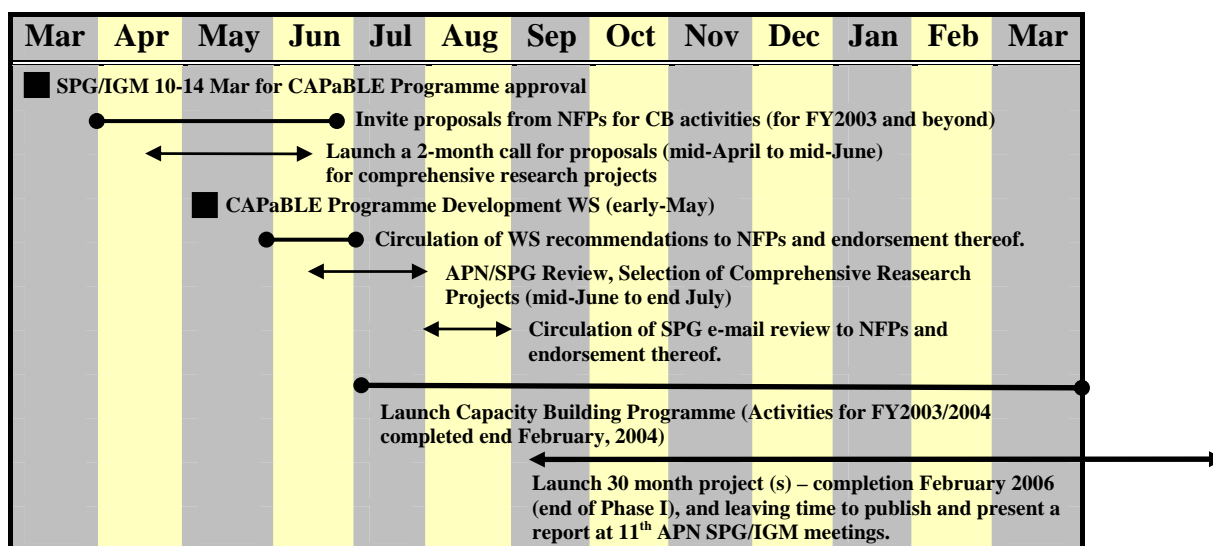 Mar Apr May Jun Jul Aug Sep Oct Nov Dec Jan Feb Mar
SPG/IGM 10-14 Mar for CAPaBLE Programme approval
Invite proposals from NFPs for CB activities (for FY2003 and beyond)
Launch a 2-month call for proposals (mid-April to mid-June)
for comprehensive research projects
CAPaBLE Programme Development WS (early-May)
Circulation of WS recommendations to NFPs and endorsement thereof.
APN/SPG Review, Selection of Comprehensive Reasearch
Projects (mid-June to end July)
Circulation of SPG e-mail review to NFPs and
endorsement thereof.
Launch Capacity Building Programme (Activities for FY2003/2004
completed end February, 2004)
Launch 30 month project (s) – completion February 2006
(end of Phase I), and leaving time to publish and present a
report at 11th APN SPG/IGM meetings.